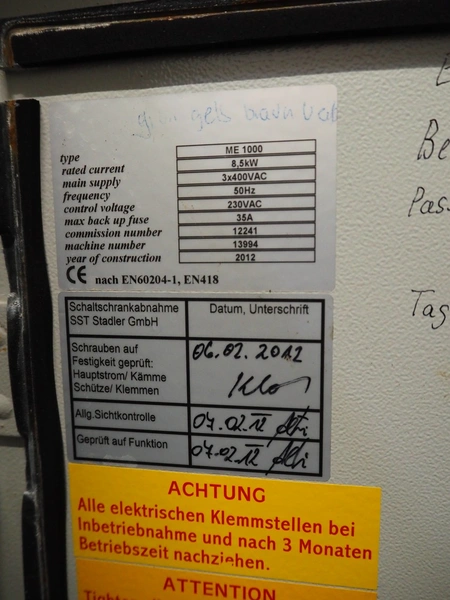 type ME 1000
rated current 8,5kW
main supply 3x400VAC
frequency 50Hz
control voltage 230VAC
max back up fuse 35A
commission number 12241
machine number 13994
year of construction 2012
CE nach EN60204-1, EN418
Schaltschrankabnahme
SST Stadler GmbH
Datum, Unterschrift
Schrauben auf
Festigkeit geprüft:
Hauptstrom/ Kämme
Schütze/ Klemmen
06.02.2012
Allg.Sichtkontrolle 07.02.12
Geprüft auf Funktion 07.02.12
ACHTUNG
Alle elektrischen Klemmstellen bei
Inbetriebnahme und nach 3 Monaten
Betriebszeit nachziehen.
ATTENTION
Be
Pas
Tag